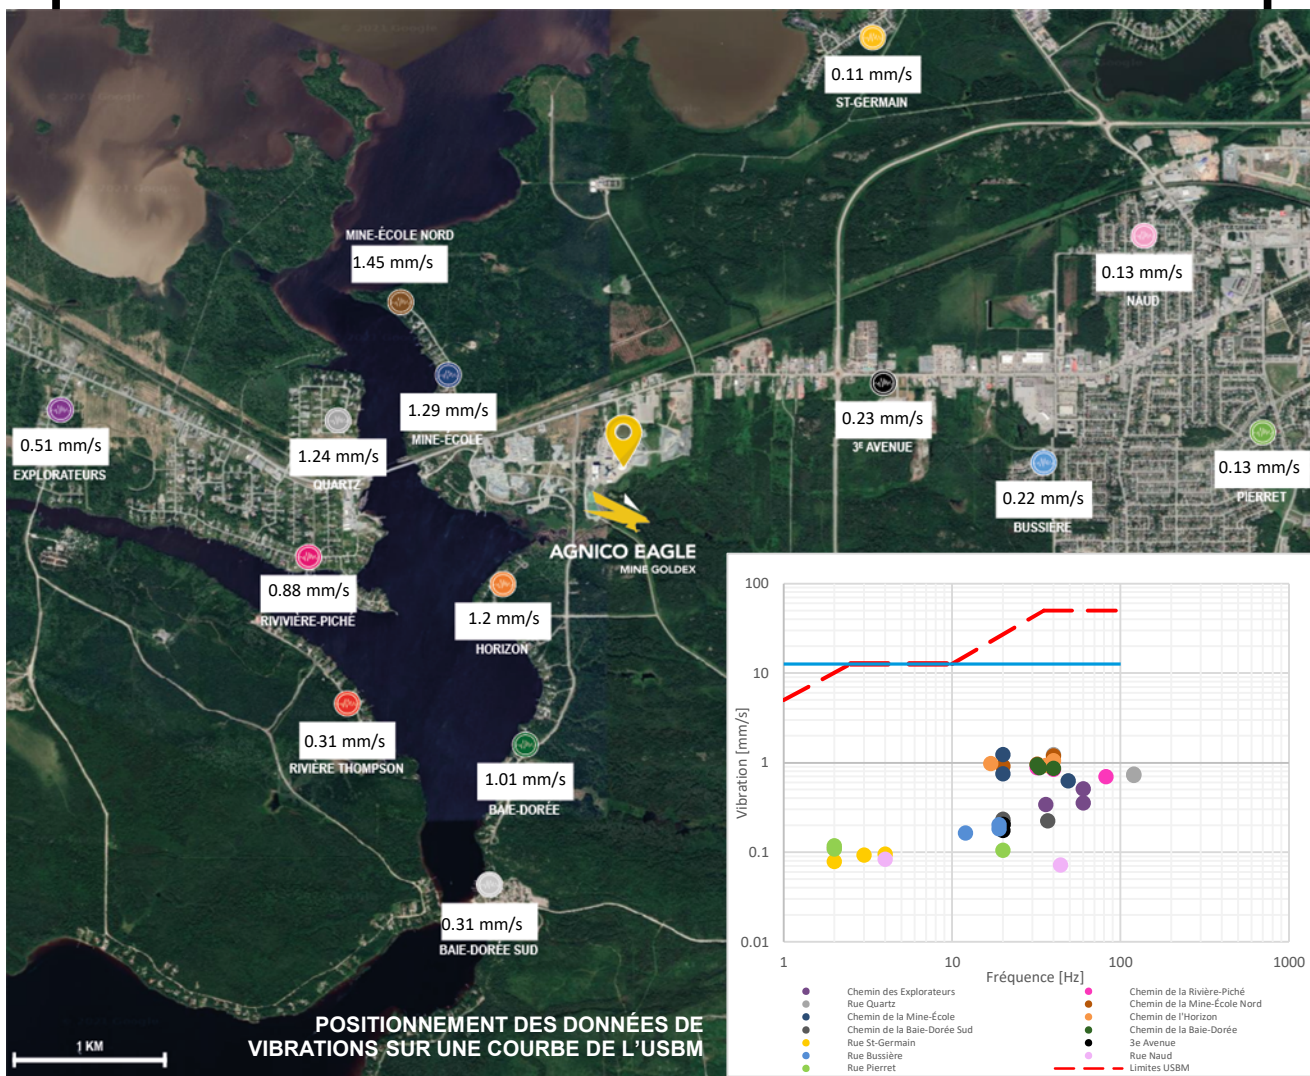 0.11 mm/s
ST-GERMAIN
MINE-ÉCOLE NORD
1.45 mm/s
0.13 mm/s
NAUD
1.29 mm/s
MINE-ÉCOLE
0.51 mm/s
EXPLORATEURS
1.24 mm/s
QUARTZ
0.23 mm/s
3E AVENUE
0.22 mm/s
BUSSIÈRE
0.13 mm/s
PIERRET
AGNICO EAGLE
MINE GOLDEX
0.88 mm/s
RIVIVIÈRE-PICHÉ
1.2 mm/s
HORIZON
0.31 mm/s
RIVIÈRE THOMPSON
1.01 mm/s
BAIE-DORÉE
0.31 mm/s
BAIE-DORÉE SUD
POSITIONNEMENT DES DONNÉES DE
VIBRATIONS SUR UNE COURBE DE L'USBM
1 KM
Vibration [mm/s]
100
10
1
0.1
0.01
1 10 100 1000
Fréquence [Hz]
Chemin des Explorateurs
Rue Quartz
Chemin de la Mine-École
Chemin de la Baie-Dorée Sud
Rue St-Germain
Rue Bussière
Rue Pierret
Chemin de la Rivière-Piché
Chemin de la Mine-École Nord
Chemin de l'Horizon
Chemin de la Baie-Dorée
3e Avenue
Rue Naud
Limites USBM